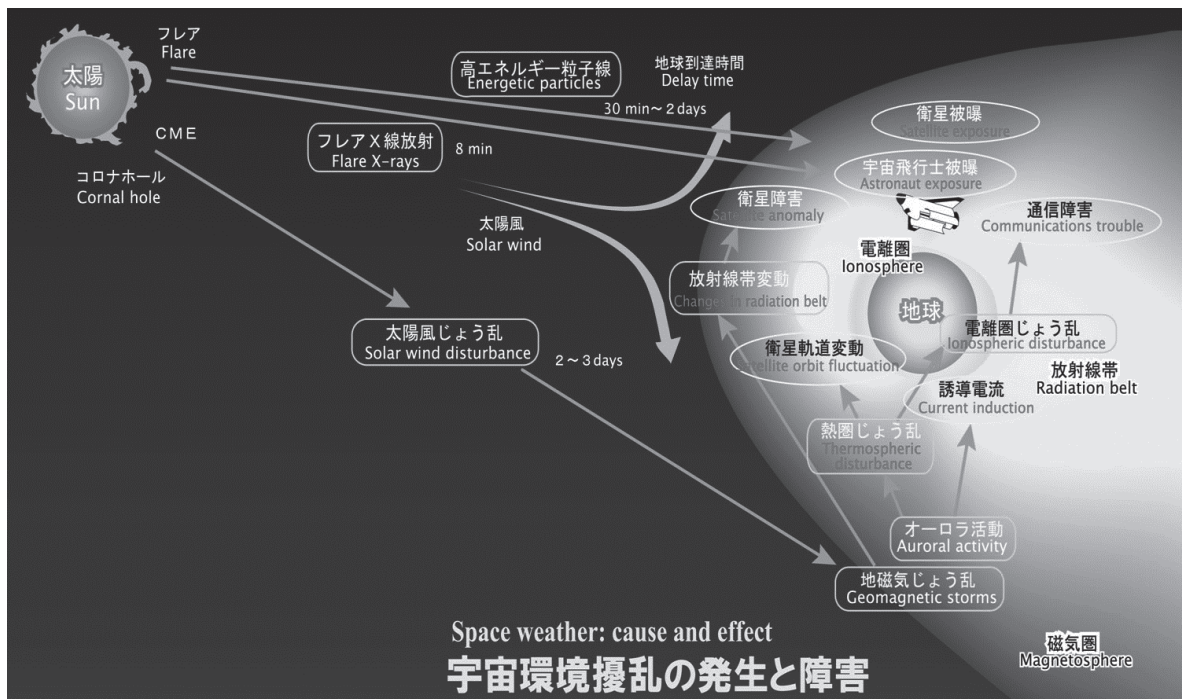 フレア
Flare
太陽
Sun
CME
コロナホール
Cornal hole
高エネルギー粒子線
Energetic particles
地球到達時間
Delay time
30 min～2 days
フレアX線放射
Flare X-rays
8 min
太陽風
Solar wind
衛星被曝
Satellite exposure
宇宙飛行士被曝
Astronaut exposure
衛星障害
Satellite anomaly
通信障害
Communications trouble
電離圏
Ionosphere
放射線帯変動
Changes in radiation belt
地球
太陽風じょう乱
Solar wind disturbance
2～3 days
電離圏じょう乱
Ionospheric disturbance
衛星軌道変動
Satellite orbit fluctuation
放射線帯
Radiation belt
誘導電流
Current induction
熱圏じょう乱
Thermospheric
disturbance
オーロラ活動
Auroral activity
地磁気じょう乱
Geomagnetic storms
Space weather: cause and effect
宇宙環境擾乱の発生と障害
磁気圏
Magnetosphere